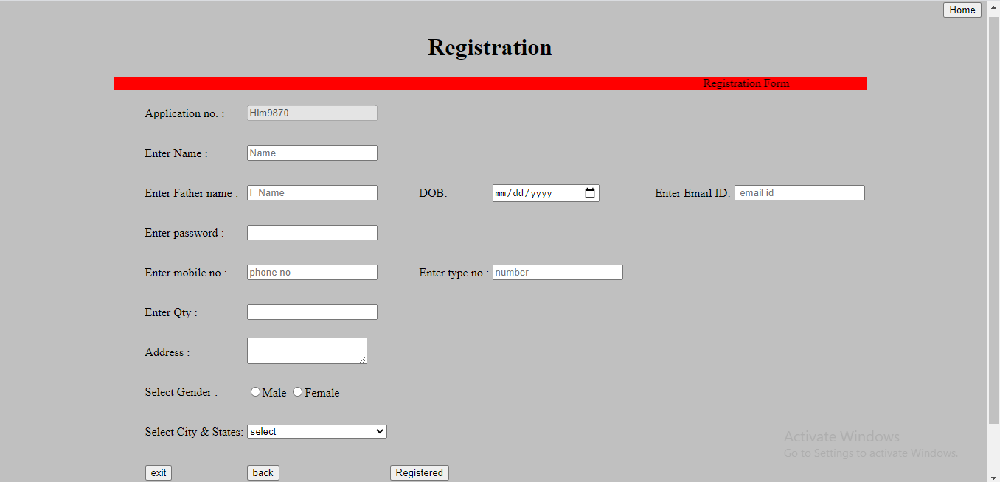 Home
Registration
Registration Form
Application no. : Him9870
Enter Name : Name
Enter Father name : F Name DOB: mm/dd/yyyy Enter Email ID: email id
Enter password :
Enter mobile no : phone no Enter type no : number
Enter Qty :
Address :
Select Gender : Male Female
Select City & States: select
Activate Windows
Go to Settings to activate Windows.
exit back Registered